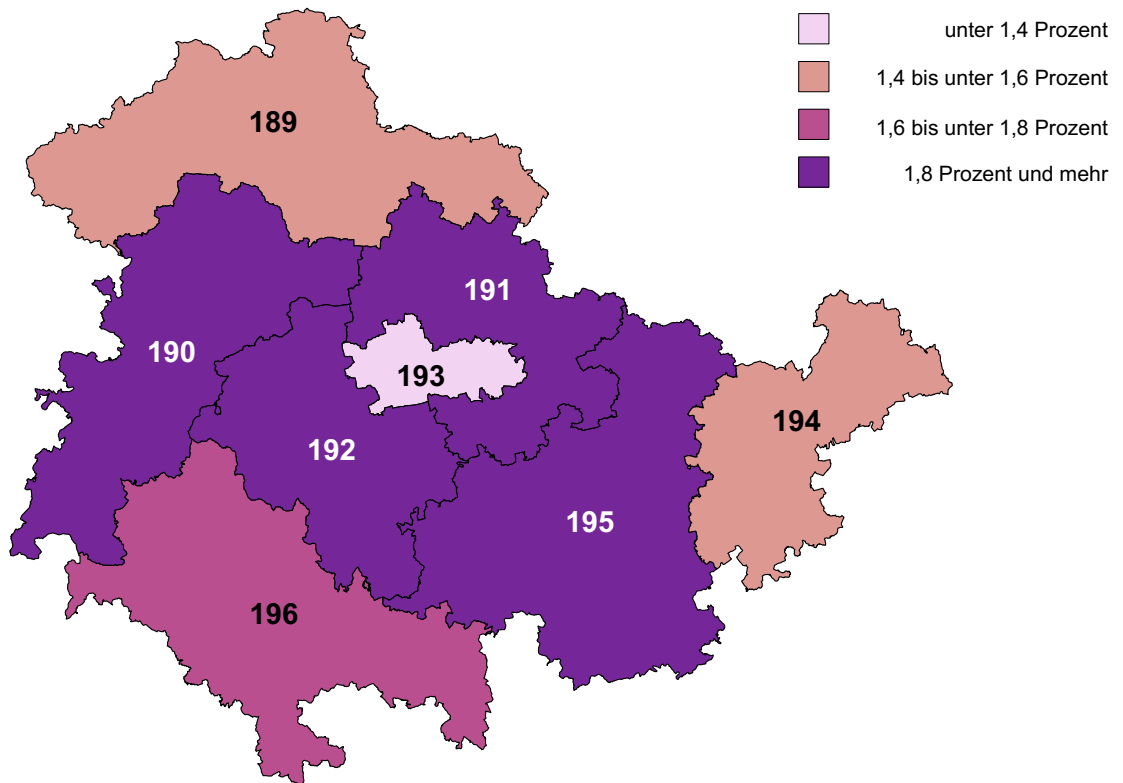 unter 1,4 Prozent
1,4 bis unter 1,6 Prozent
1,6 bis unter 1,8 Prozent
1,8 Prozent und mehr
189
191
190
193
194
192
195
196